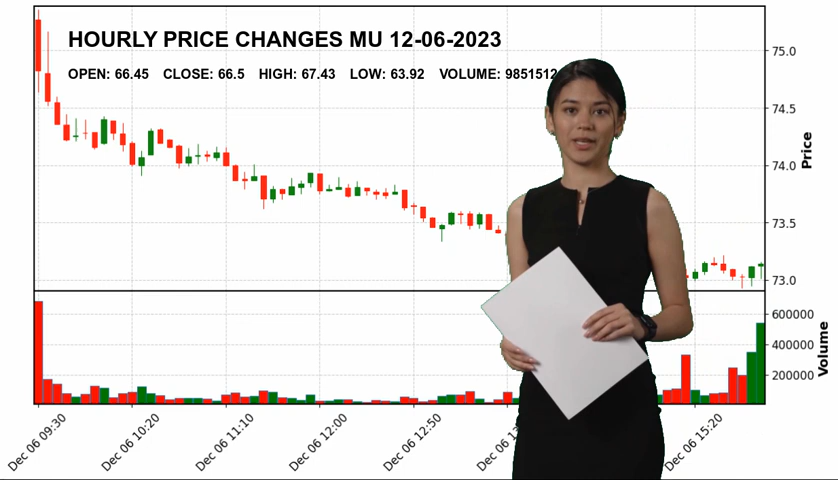 HOURLY PRICE CHANGES MU 12-06-2023
OPEN: 66.45 CLOSE: 66.5 HIGH: 67.43 LOW: 63.92 VOLUME: 9851512
75.0
74.5
74.0
73.5
73.0
Price
600000
400000
200000
Volume
Dec 06 09:30
Dec 06 10:20
Dec 06 11:10
Dec 06 12:00
Dec 06 12:50
Dec 06 15:20